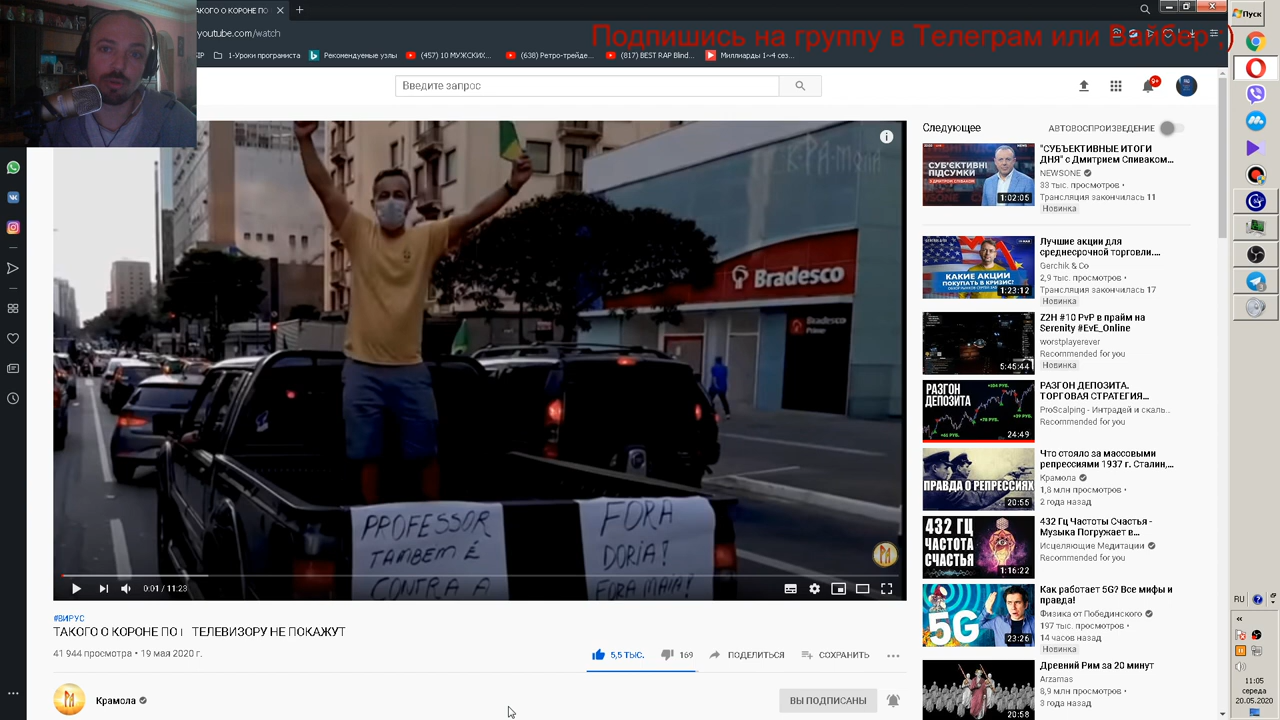 ТАКОГО О КОРОНЕ ПО
Пуск
youtube.com/watch
Подпишись на группу в Телеграм или Вайбер :)
1-Уроки програмиста
Рекомендуемые узлы
(457) 10 МУЖСКИХ...
(638) Ретро-трейде...
(817) BEST RAP Blind...
Миллиарды 1~4 сез...
Введите запрос
9+
Следующее
АВТОВОСПРОИЗВЕДЕНИЕ
"СУБЪЕКТИВНЫЕ ИТОГИ
ДНЯ" с Дмитрием Спиваком...
NEWSONE
33 тыс. просмотров •
Трансляция закончилась 11
Новинка
СУБ'ЄКТИВНІ
ПІДСУМКИ
1:02:05
Лучшие акции для
среднесрочной торговли....
Gerchik & Co
2,9 тыс. просмотров •
Трансляция закончилась 17
Новинка
КАКИЕ АКЦИИ
ПОКУПАТЬ В КРИЗИС?
1:23:12
Z2H #10 PvP в прайм на
Serenity #EvE_Online
worstplayerever
Recommended for you
Новинка
5:45:44
РАЗГОН ДЕПОЗИТА.
ТОРГОВАЯ СТРАТЕГИЯ...
ProScalping - Интрадей и скаль...
Recommended for you
РАЗГОН
ДЕПОЗИТА
24:49
Что стояло за массовыми
репрессиями 1937 г. Сталин,...
Крамола
1,8 млн просмотров •
2 года назад
ПРАВДА О РЕПРЕССИЯХ
20:55
432 Гц Частоты Счастья -
Музыка Погружает в...
Исцеляющие Медитации
Recommended for you
432 ГЦ
ЧАСТОТА
СЧАСТЬЯ
1:16:22
Как работает 5G? Все мифы и
правда!
Физика от Побединского
197 тыс. просмотров •
14 часов назад
Новинка
5G
23:26
Древний Рим за 20 минут
Arzamas
8,9 млн просмотров •
3 года назад
20:58
Bradesco
Bradesco
PROFESSOR
TAMBEM É
CONTRA
FORA
DORIA!
0:01 / 11:23
#ВИРУС
ТАКОГО О КОРОНЕ ПО ТЕЛЕВИЗОРУ НЕ ПОКАЖУТ
41 944 просмотра • 19 мая 2020 г.
5,5 ТЫС.
169
ПОДЕЛИТЬСЯ
СОХРАНИТЬ
Крамола
ВЫ ПОДПИСАНЫ
RU
11:05
середа
20.05.2020